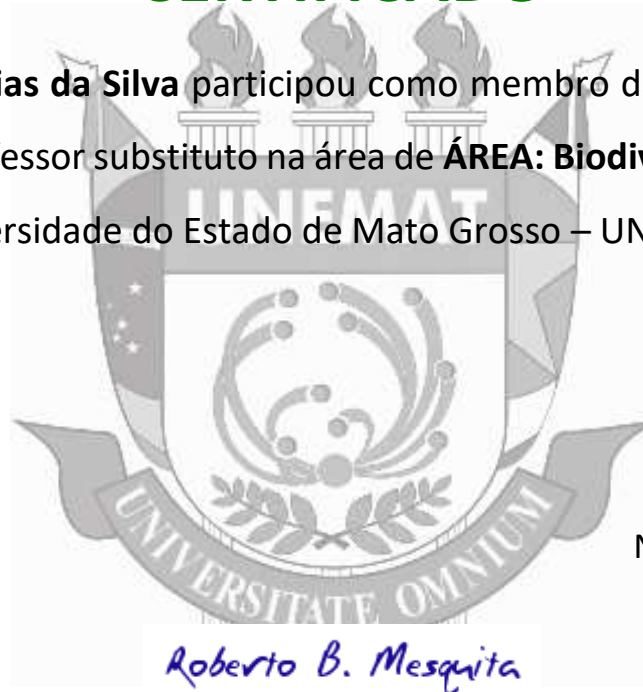 CERTIFICADO
ias da Silva participou como membro d
essor substituto na área de ÁREA: Biodiv
ersidade do Estado de Mato Grosso – UN
UNEMAT
N
UNIVERSITATE OMNIUM
Roberto B. Mesquita